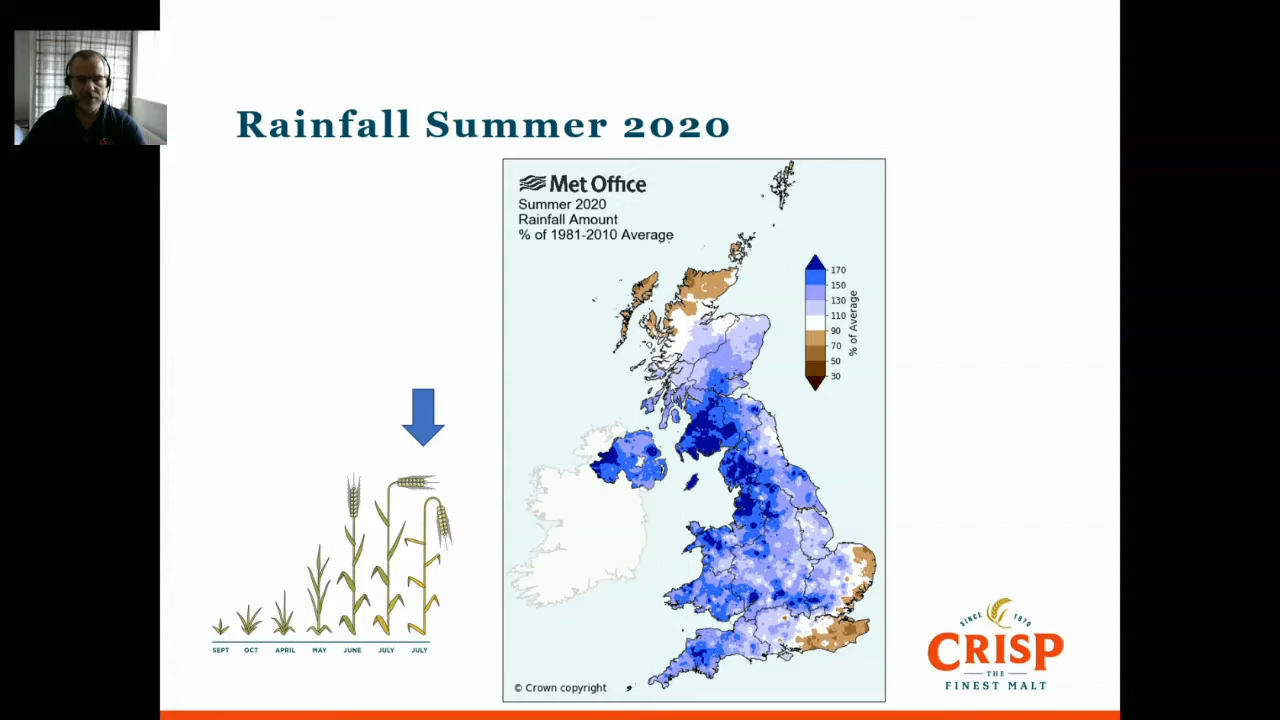 Rainfall Summer 2020
Met Office
Summer 2020
Rainfall Amount
% of 1981-2010 Average
170
150
130
110
90
70
50
30
% of Average
© Crown copyright
SEPT OCT APRIL MAY JUNE JULY JULY
SINCE 1870
CRISP
THE
FINEST MALT